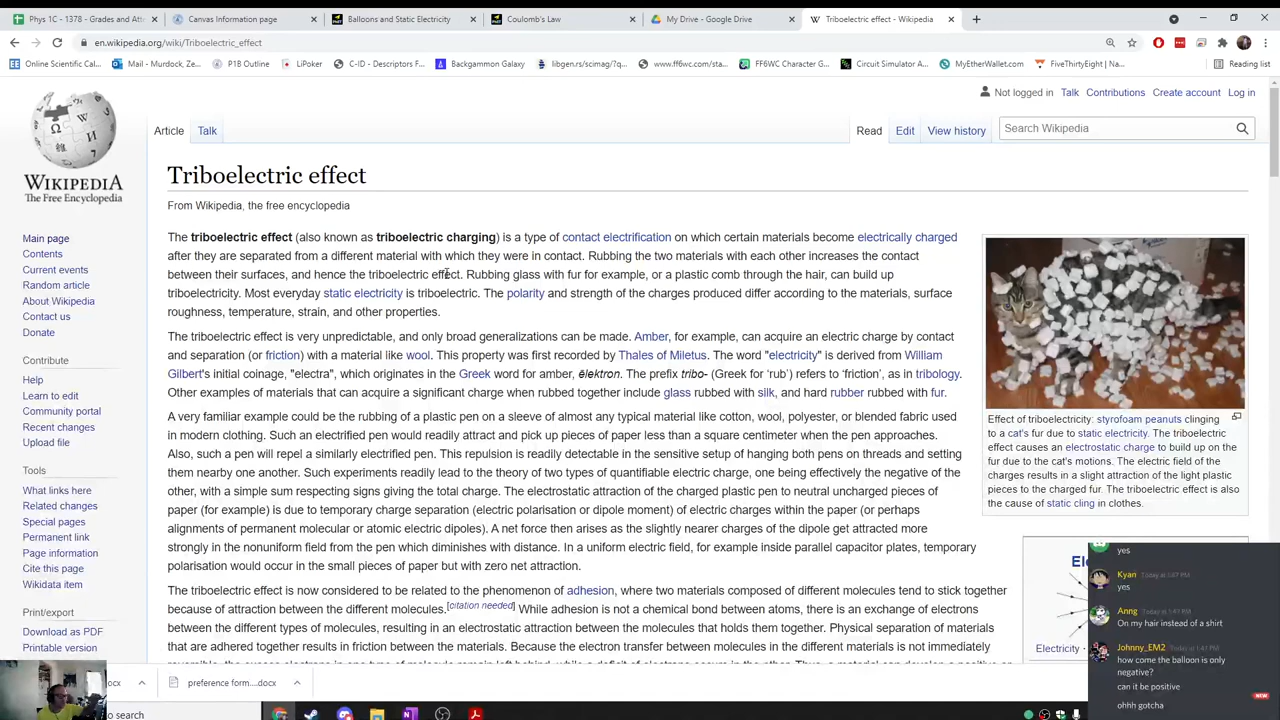 Phys 1C - 1378 - Grades and Att
Canvas Information page
Balloons and Static Electricity
Coulomb's Law
My Drive - Google Drive
Triboelectric effect - Wikipedia
en.wikipedia.org/wiki/Triboelectric_effect
Online Scientific Cal...
Mail - Murdock, Ze...
P1B Outline
LiPoker
C-ID - Descriptors F...
Backgammon Galaxy
libgen.rs/scimag/?q...
www.ff6wc.com/sta...
FF6WC Character G...
Circuit Simulator A...
MyEtherWallet.com
FiveThirtyEight | Na...
Reading list
Not logged in Talk Contributions Create account Log in
Article Talk
Read Edit View history
Search Wikipedia
WIKIPEDIA
The Free Encyclopedia
Main page
Contents
Current events
Random article
About Wikipedia
Contact us
Donate
Contribute
Help
Learn to edit
Community portal
Recent changes
Upload file
Tools
What links here
Related changes
Special pages
Permanent link
Page information
Cite this page
Wikidata item
Print/export
Download as PDF
Printable version
Triboelectric effect
From Wikipedia, the free encyclopedia
The triboelectric effect (also known as triboelectric charging) is a type of contact electrification on which certain materials become electrically charged
after they are separated from a different material with which they were in contact. Rubbing the two materials with each other increases the contact
between their surfaces, and hence the triboelectric effect. Rubbing glass with fur for example, or a plastic comb through the hair, can build up
triboelectricity. Most everyday static electricity is triboelectric. The polarity and strength of the charges produced differ according to the materials, surface
roughness, temperature, strain, and other properties.
The triboelectric effect is very unpredictable, and only broad generalizations can be made. Amber, for example, can acquire an electric charge by contact
and separation (or friction) with a material like wool. This property was first recorded by Thales of Miletus. The word "electricity" is derived from William
Gilbert's initial coinage, "electra", which originates in the Greek word for amber, ēlektron. The prefix tribo- (Greek for 'rub') refers to 'friction', as in tribology.
Other examples of materials that can acquire a significant charge when rubbed together include glass rubbed with silk, and hard rubber rubbed with fur.
A very familiar example could be the rubbing of a plastic pen on a sleeve of almost any typical material like cotton, wool, polyester, or blended fabric used
in modern clothing. Such an electrified pen would readily attract and pick up pieces of paper less than a square centimeter when the pen approaches.
Also, such a pen will repel a similarly electrified pen. This repulsion is readily detectable in the sensitive setup of hanging both pens on threads and setting
them nearby one another. Such experiments readily lead to the theory of two types of quantifiable electric charge, one being effectively the negative of the
other, with a simple sum respecting signs giving the total charge. The electrostatic attraction of the charged plastic pen to neutral uncharged pieces of
paper (for example) is due to temporary charge separation (electric polarisation or dipole moment) of electric charges within the paper (or perhaps
alignments of permanent molecular or atomic electric dipoles). A net force then arises as the slightly nearer charges of the dipole get attracted more
strongly in the nonuniform field from the pen which diminishes with distance. In a uniform electric field, for example inside parallel capacitor plates, temporary
polarisation would occur in the small pieces of paper but with zero net attraction.
The triboelectric effect is now considered to be related to the phenomenon of adhesion, where two materials composed of different molecules tend to stick together
because of attraction between the different molecules.[citation needed] While adhesion is not a chemical bond between atoms, there is an exchange of electrons
between the different types of molecules, resulting in an electrostatic attraction between the molecules that holds them together. Physical separation of materials
that are adhered together results in friction between the materials. Because the electron transfer between molecules in the different materials is not immediately
Effect of triboelectricity: styrofoam peanuts clinging
to a cat's fur due to static electricity. The triboelectric
effect causes an electrostatic charge to build up on the
fur due to the cat's motions. The electric field of the
charges results in a slight attraction of the light plastic
pieces to the charged fur. The triboelectric effect is also
the cause of static cling in clothes.
Electricity
yes
Kyan Today at 1:47 PM
yes
Anng Today at 1:47 PM
On my hair instead of a shirt
Johnny_EM2 Today at 1:47 PM
how come the balloon is only
negative?
can it be positive
NEW
ohhh gotcha
ocx
preference form....docx
o search